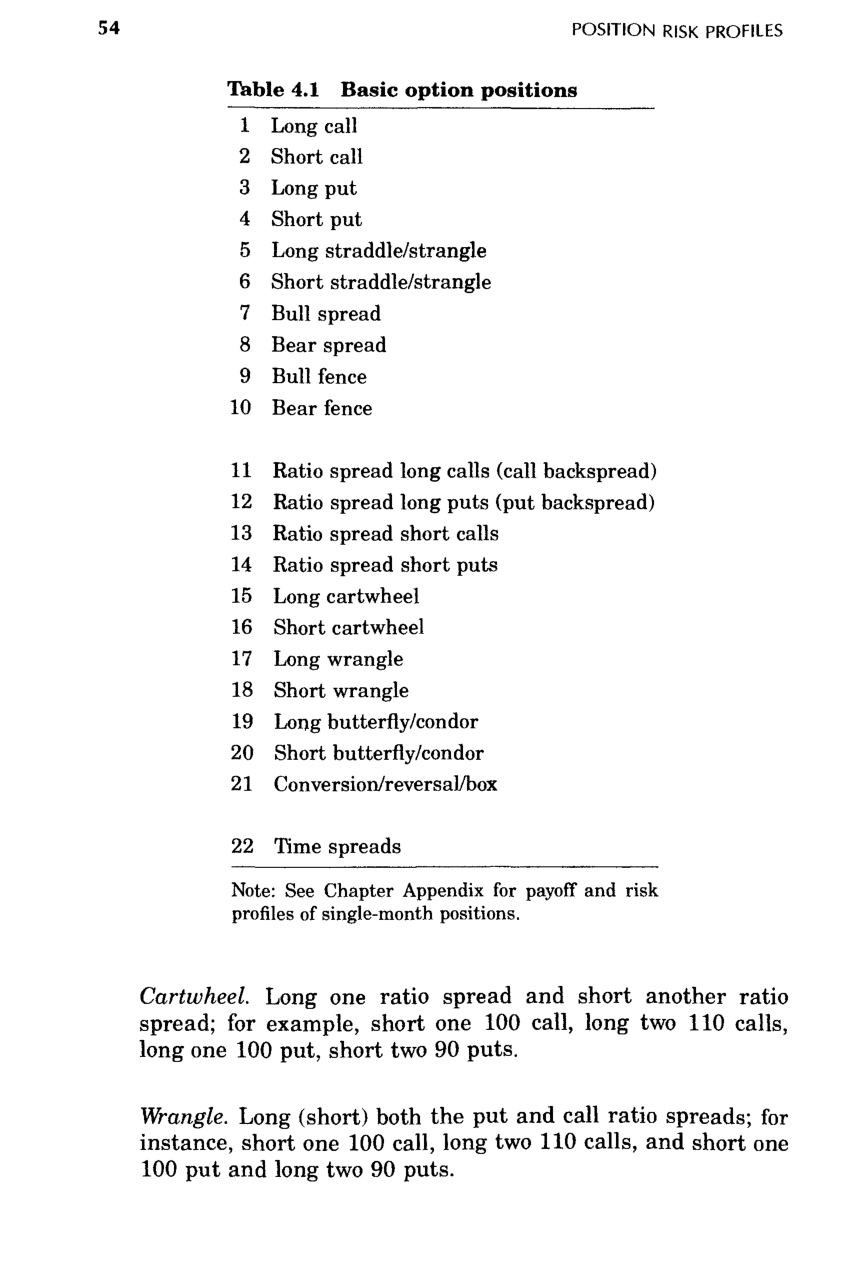 54 POSITION RISK PROFILES
Table 4.1 Basic option positions
1 Long call
2 Short call
3 Long put
4 Short put
5 Long straddle/strangle
6 Short straddle/strangle
7 Bull spread
8 Bear spread
9 Bull fence
10 Bear fence
11 Ratio spread long calls (call backspread)
12 Ratio spread long puts (put backspread)
13 Ratio spread short calls
14 Ratio spread short puts
15 Long cartwheel
16 Short cartwheel
17 Long wrangle
18 Short wrangle
19 Long butterfly/condor
20 Short butterfly/condor
21 Conversion/reversal/box
22 Time spreads
Note: See Chapter Appendix for payoff and risk
profiles of single-month positions.
Cartwheel. Long one ratio spread and short another ratio
spread; for example, short one 100 call, long two 110 calls,
long one 100 put, short two 90 puts.
Wrangle. Long (short) both the put and call ratio spreads; for
instance, short one 100 call, long two 110 calls, and short one
100 put and long two 90 puts.